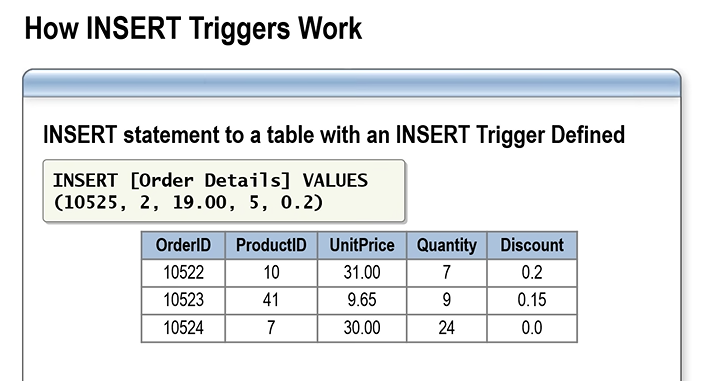 How INSERT Triggers Work
INSERT statement to a table with an INSERT Trigger Defined
INSERT [Order Details] VALUES
(10525, 2, 19.00, 5, 0.2)
OrderID ProductID UnitPrice Quantity Discount
10522 10 31.00 7 0.2
10523 41 9.65 9 0.15
10524 7 30.00 24 0.0